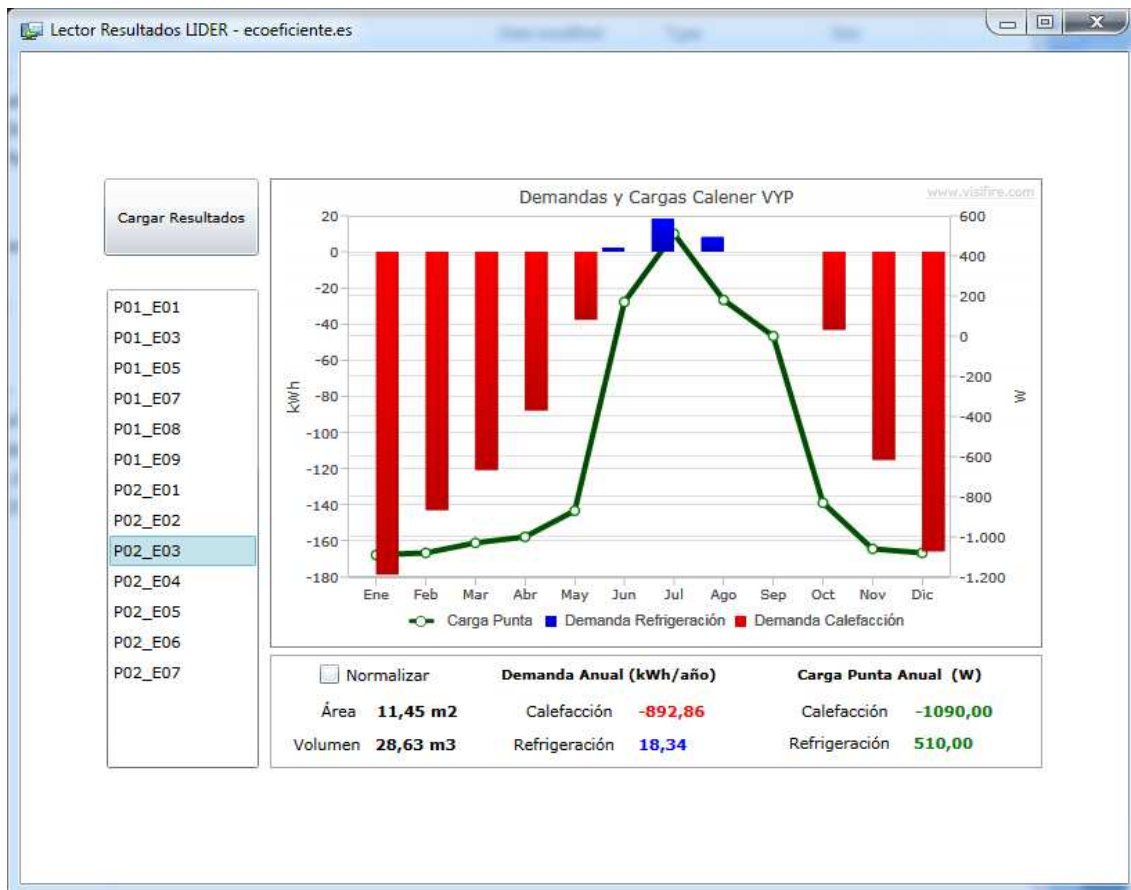 Lector Resultados LIDER - ecoeficiente.es
Cargar Resultados
P01_E01
P01_E03
P01_E05
P01_E07
P01_E08
P01_E09
P02_E01
P02_E02
P02_E03
P02_E04
P02_E05
P02_E06
P02_E07
Demandas y Cargas Calener VYP
www.visifire.com
20
0
-20
-40
-60
-80
-100
-120
-140
-160
-180
kWh
600
400
200
0
-200
-400
-600
-800
-1.000
-1.200
W
Ene Feb Mar Abr May Jun Jul Ago Sep Oct Nov Dic
Carga Punta Demanda Refrigeración Demanda Calefacción
Normalizar Demanda Anual (kWh/año) Carga Punta Anual (W)
Área 11,45 m2 Calefacción -892,86 Calefacción -1090,00
Volumen 28,63 m3 Refrigeración 18,34 Refrigeración 510,00